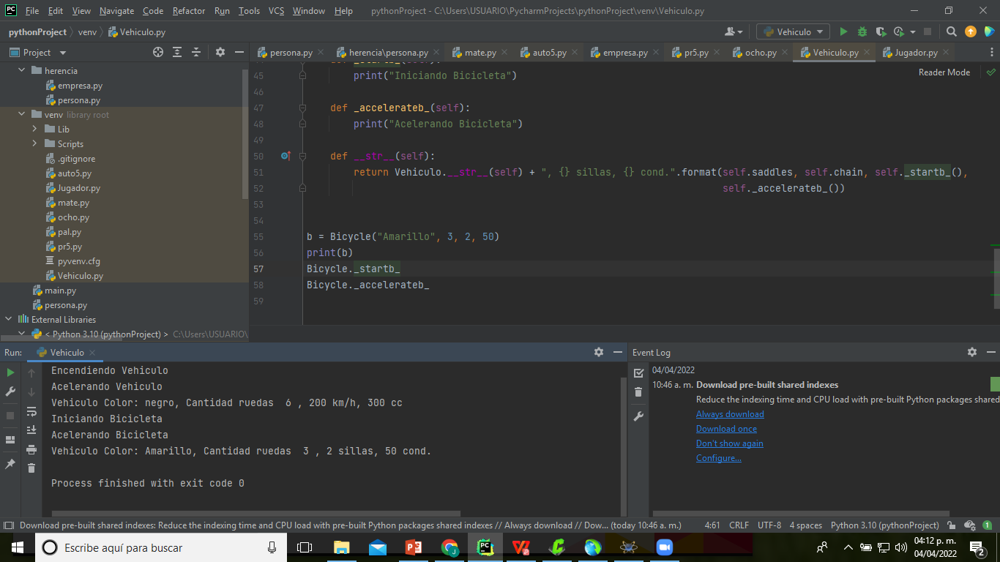 PC File Edit View Navigate Code Refactor Run Tools VCS Window Help pythonProject - C:\Users\USUARIO\PycharmProjects\pythonProject\venv\Vehiculo.py
pythonProject venv Vehiculo.py Vehiculo
Project
persona.py herencia\persona.py mate.py auto5.py empresa.py pr5.py ocho.py Vehiculo.py Jugador.py
herencia
empresa.py
persona.py
venv library root
Lib
Scripts
.gitignore
auto5.py
Jugador.py
mate.py
ocho.py
pal.py
pr5.py
pyvenv.cfg
Vehiculo.py
main.py
persona.py
External Libraries
< Python 3.10 (pythonProject) > C:\Users\USUARIO\
Reader Mode
45 print("Iniciando Bicicleta")
46
47 def _accelerateb_(self):
48 print("Acelerando Bicicleta")
49
50 def __str__(self):
51 return Vehiculo.__str__(self) + ", {} sillas, {} cond.".format(self.saddles, self.chain, self._startb_(),
52 self._accelerateb_())
53
54
55 b = Bicycle("Amarillo", 3, 2, 50)
56 print(b)
57 Bicycle._startb_
58 Bicycle._accelerateb_
59
Run: Vehiculo
Encendiendo Vehiculo
Acelerando Vehiculo
Vehiculo Color: negro, Cantidad ruedas  6 , 200 km/h, 300 cc
Iniciando Bicicleta
Acelerando Bicicleta
Vehiculo Color: Amarillo, Cantidad ruedas  3 , 2 sillas, 50 cond.
Process finished with exit code 0
Event Log
04/04/2022
10:46 a. m. Download pre-built shared indexes
Reduce the indexing time and CPU load with pre-built Python packages shared
Always download
Download once
Don't show again
Configure...
Download pre-built shared indexes: Reduce the indexing time and CPU load with pre-built Python packages shared indexes // Always download // Dow... (today 10:46 a. m.) 4:61 CRLF UTF-8 4 spaces Python 3.10 (pythonProject) 1
Escribe aquí para buscar
04:12 p. m.
04/04/2022
2